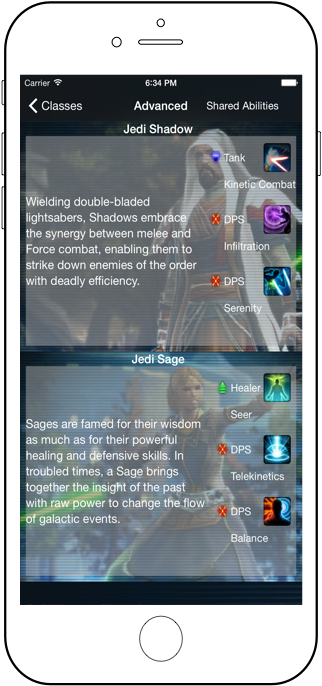 Carrier 6:34 PM
Classes Advanced Shared Abilities
Jedi Shadow
Tank
Kinetic Combat
Wielding double-bladed
lightsabers, Shadows embrace
the synergy between melee and
Force combat, enabling them to
strike down enemies of the order
with deadly efficiency.
DPS
Infiltration
DPS
Serenity
Jedi Sage
Healer
Seer
Sages are famed for their wisdom
as much as for their powerful
healing and defensive skills. In
troubled times, a Sage brings
together the insight of the past
with raw power to change the flow
of galactic events.
DPS
Telekinetics
DPS
Balance